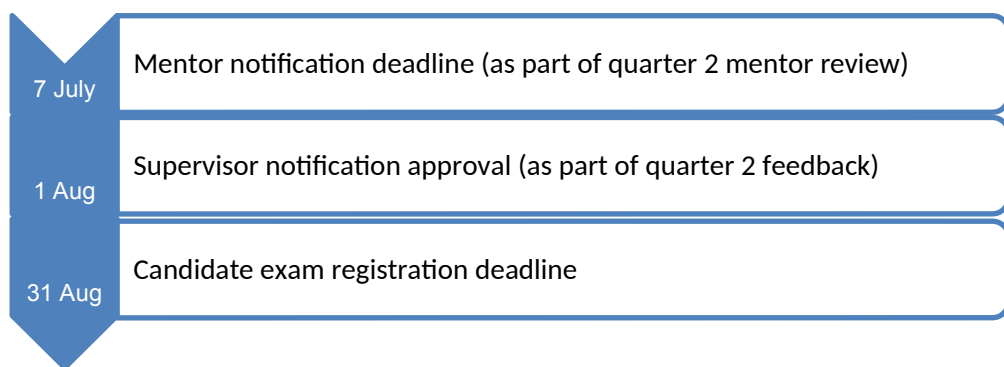 7 July
Mentor notification deadline (as part of quarter 2 mentor review)
1 Aug
Supervisor notification approval (as part of quarter 2 feedback)
31 Aug
Candidate exam registration deadline